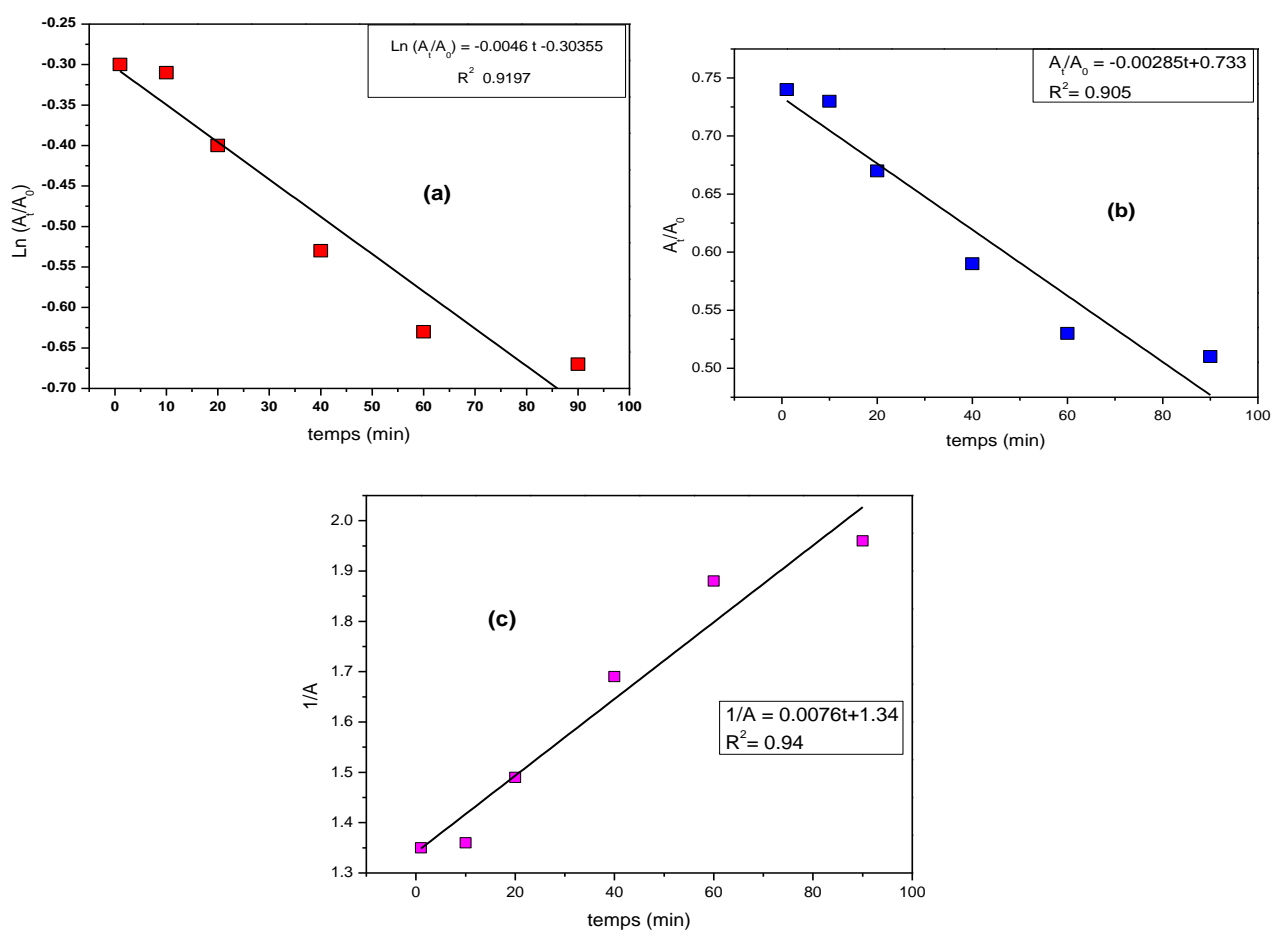 Ln (At/A0) = -0.0046 t -0.30355
R2 0.9197
-0.25
-0.30
-0.35
-0.40
-0.45
-0.50
-0.55
-0.60
-0.65
-0.70
Ln (At/A0)
(a)
0 10 20 30 40 50 60 70 80 90 100
temps (min)
At/A0 = -0.00285t+0.733
R2= 0.905
0.75
0.70
0.65
0.60
0.55
0.50
At/A0
(b)
0 20 40 60 80 100
temps (min)
2.0
1.9
1.8
1.7
1.6
1.5
1.4
1.3
1/A
(c)
1/A = 0.0076t+1.34
R2= 0.94
0 20 40 60 80 100
temps (min)